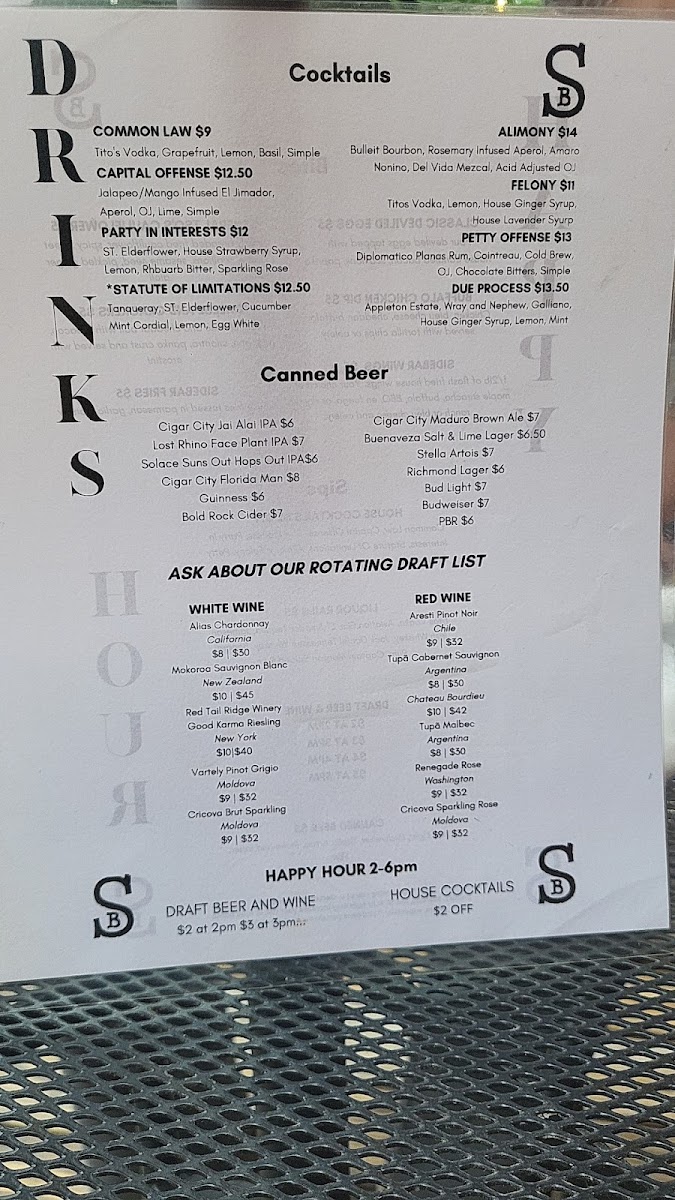 DRINKS
Cocktails
SB
COMMON LAW $9
Tito's Vodka, Grapefruit, Lemon, Basil, Simple
CAPITAL OFFENSE $12.50
Jalapeo/Mango Infused El Jimador,
Aperol, OJ, Lime, Simple
PARTY IN INTERESTS $12
ST. Elderflower, House Strawberry Syrup,
Lemon, Rhbuarb Bitter, Sparkling Rose
*STATUTE OF LIMITATIONS $12.50
Tanqueray, ST. Elderflower, Cucumber
Mint Cordial, Lemon, Egg White
ALIMONY $14
Bulleit Bourbon, Rosemary Infused Aperol, Amaro
Nonino, Del Vida Mezcal, Acid Adjusted OJ
FELONY $11
Titos Vodka, Lemon, House Ginger Syrup,
House Lavender Syurp
PETTY OFFENSE $13
Diplomatico Planas Rum, Cointreau, Cold Brew,
OJ, Chocolate Bitters, Simple
DUE PROCESS $13.50
Appleton Estate, Wray and Nephew, Galliano,
House Ginger Syrup, Lemon, Mint
Canned Beer
Cigar City Jai Alai IPA $6
Lost Rhino Face Plant IPA $7
Solace Suns Out Hops Out IPA$6
Cigar City Florida Man $8
Guinness $6
Bold Rock Cider $7
Cigar City Maduro Brown Ale $7
Buenaveza Salt & Lime Lager $6.50
Stella Artois $7
Richmond Lager $6
Bud Light $7
Budweiser $7
PBR $6
ASK ABOUT OUR ROTATING DRAFT LIST
WHITE WINE
Alias Chardonnay
California
$8 | $30
Mokoroa Sauvignon Blanc
New Zealand
$10 | $45
Red Tail Ridge Winery
Good Karma Riesling
New York
$10|$40
Vartely Pinot Grigio
Moldova
$9 | $32
Cricova Brut Sparkling
Moldova
$9 | $32
RED WINE
Aresti Pinot Noir
Chile
$9 | $32
Tupã Cabernet Sauvignon
Argentina
$8 | $30
Chateau Bourdieu
$10 | $42
Tupã Malbec
Argentina
$8 | $30
Renegade Rose
Washington
$9 | $32
Cricova Sparkling Rose
Moldova
$9 | $32
HAPPY HOUR 2-6pm
SB
DRAFT BEER AND WINE
$2 at 2pm $3 at 3pm...
HOUSE COCKTAILS
$2 OFF
SB